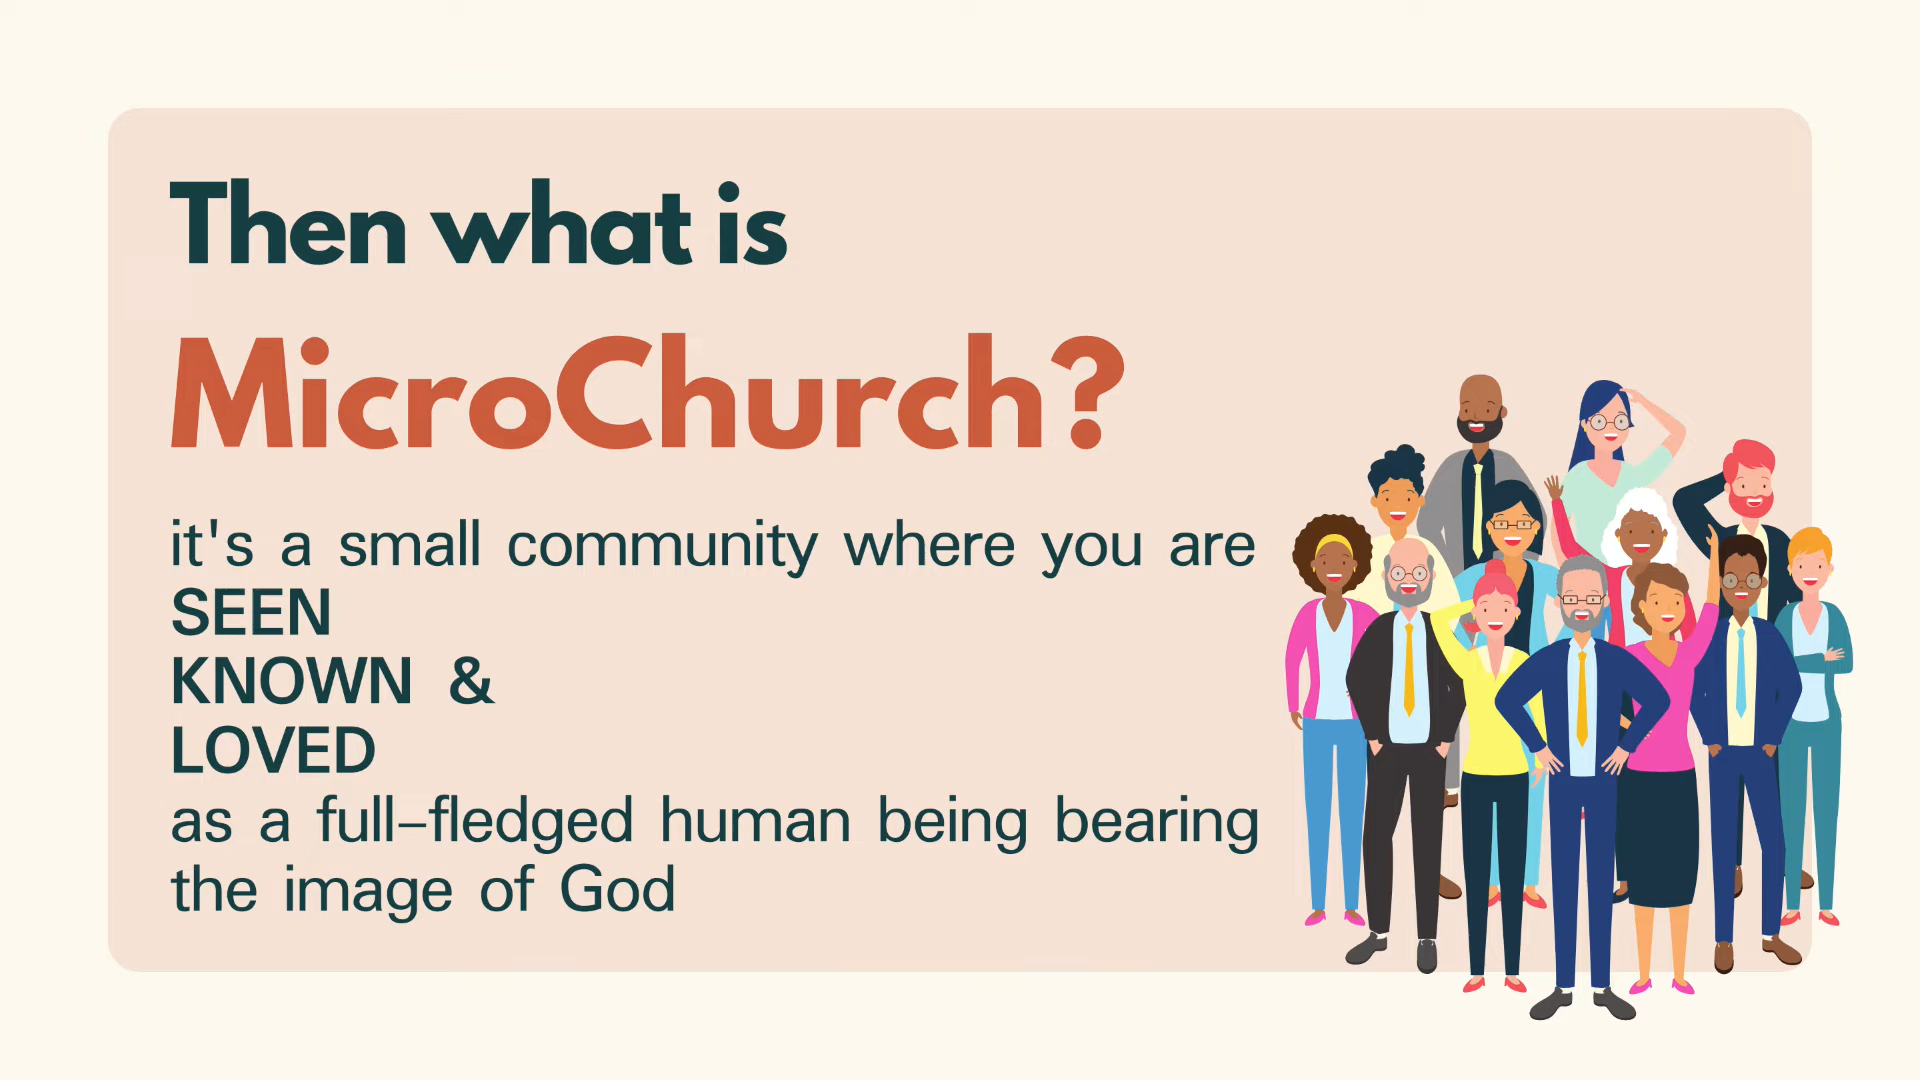 Then what is
MicroChurch?
it's a small community where you are
SEEN
KNOWN &
LOVED
as a full-fledged human being bearing
the image of God